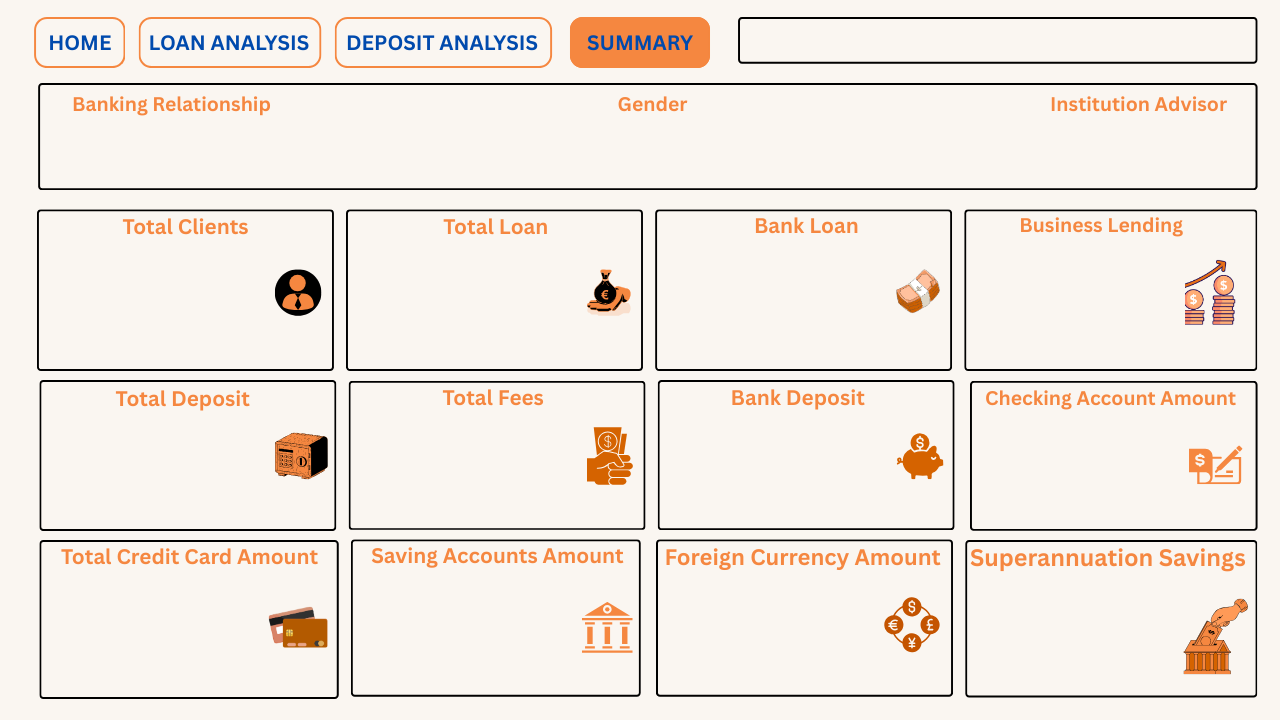 HOME
LOAN ANALYSIS
DEPOSIT ANALYSIS
SUMMARY
Banking Relationship
Gender
Institution Advisor
Total Clients
Total Loan
Bank Loan
Business Lending
€
$
$
Total Deposit
Total Fees
Bank Deposit
Checking Account Amount
$
$
$
Total Credit Card Amount
Saving Accounts Amount
Foreign Currency Amount
Superannuation Savings
$
€
£
¥
$